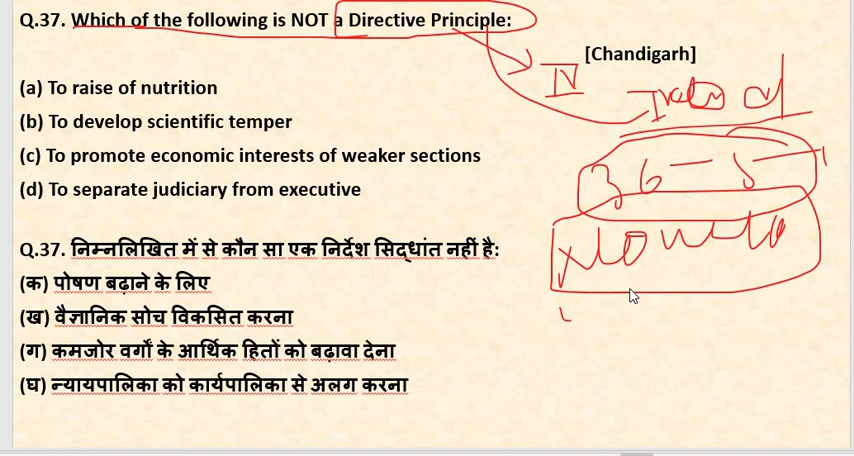 Q.37. Which of the following is NOT a Directive Principle:
[Chandigarh]
IV
(a) To raise of nutrition
(b) To develop scientific temper
(c) To promote economic interests of weaker sections
36 – 51
(d) To separate judiciary from executive
Q.37. निम्नलिखित में से कौन सा एक निर्देश सिद्धांत नहीं है:
(क) पोषण बढ़ाने के लिए
(ख) वैज्ञानिक सोच विकसित करना
(ग) कमजोर वर्गों के आर्थिक हितों को बढ़ावा देना
(घ) न्यायपालिका को कार्यपालिका से अलग करना